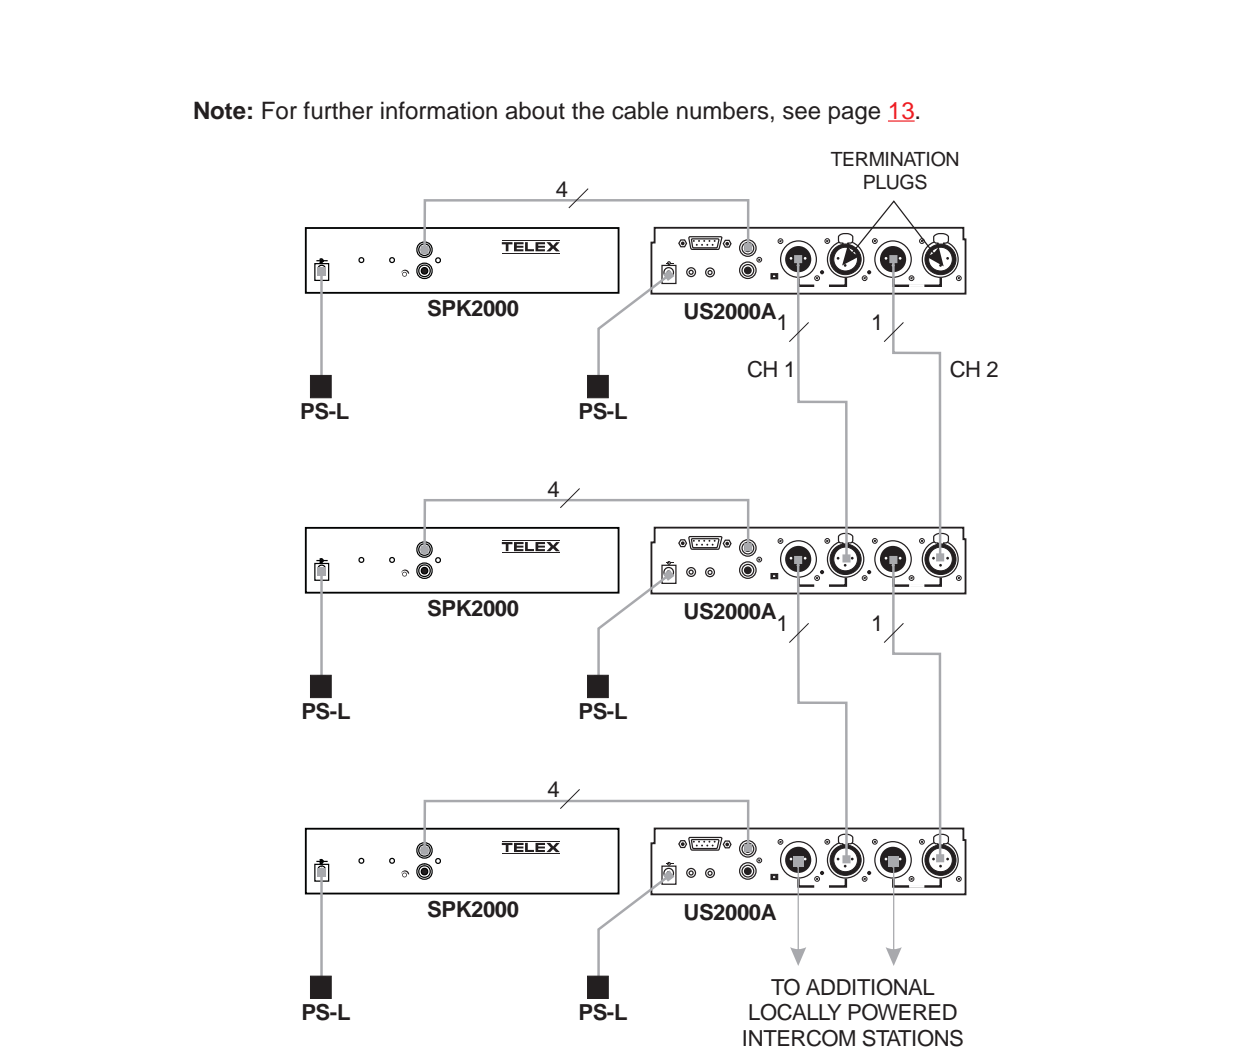 Note: For further information about the cable numbers, see page 13.
TERMINATION
PLUGS
4
TELEX
SPK2000
US2000A
1
1
CH 1
CH 2
PS-L
PS-L
4
TELEX
SPK2000
US2000A
1
1
PS-L
PS-L
4
TELEX
SPK2000
US2000A
PS-L
PS-L
TO ADDITIONAL
LOCALLY POWERED
INTERCOM STATIONS